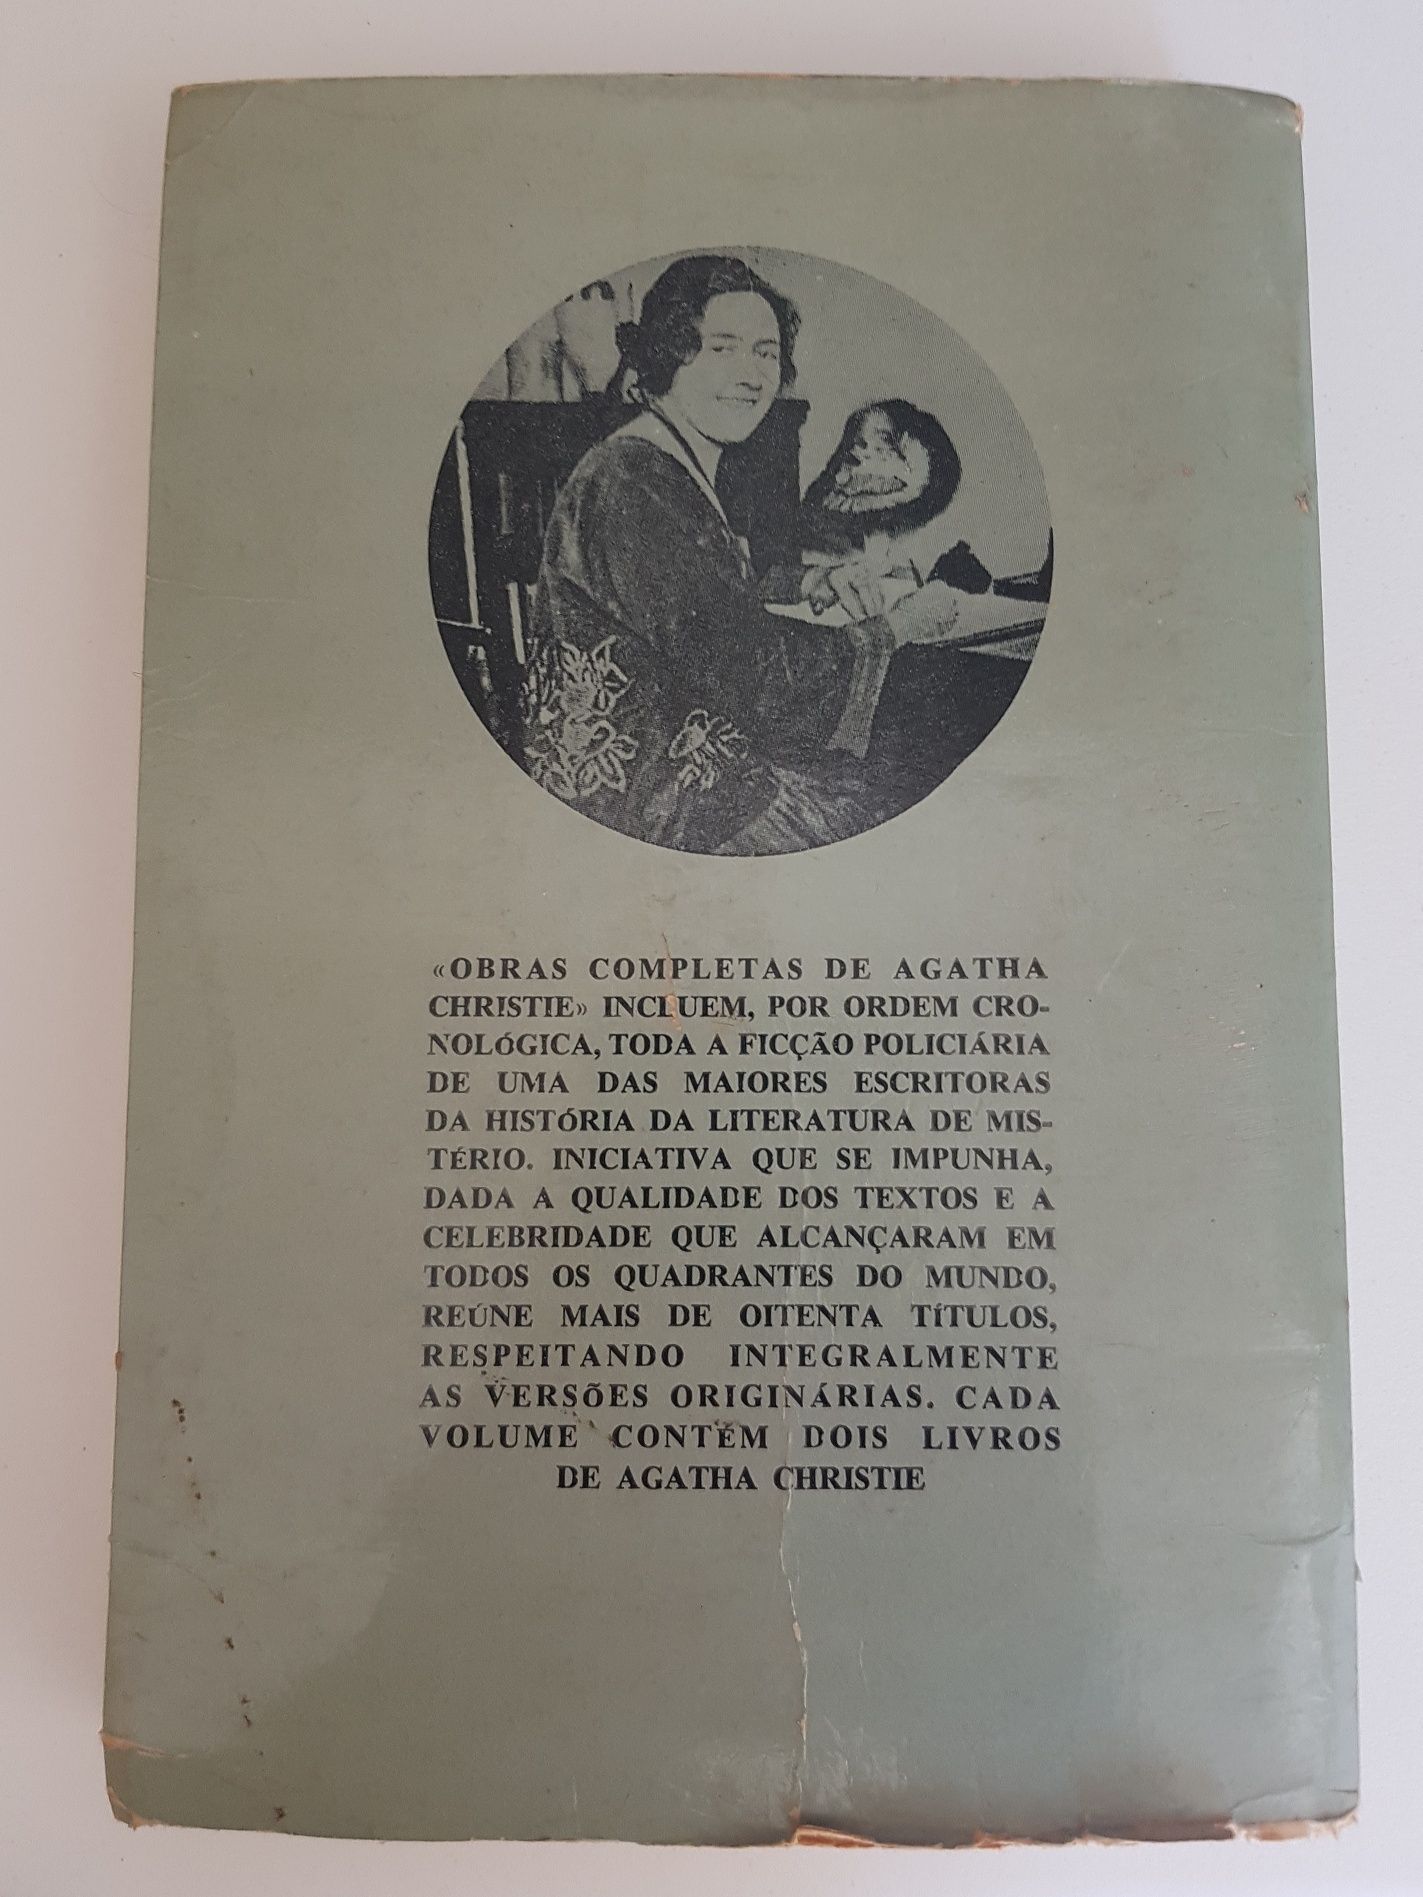 «OBRAS COMPLETAS DE AGATHA
CHRISTIE» INCLUEM, POR ORDEM CRO-
NOLÓGICA, TODA A FICÇÃO POLICIÁRIA
DE UMA DAS MAIORES ESCRITORAS
DA HISTÓRIA DA LITERATURA DE MIS-
TÉRIO. INICIATIVA QUE SE IMPUNHA,
DADA A QUALIDADE DOS TEXTOS E A
CELEBRIDADE QUE ALCANÇARAM EM
TODOS OS QUADRANTES DO MUNDO,
REÚNE MAIS DE OITENTA TÍTULOS,
RESPEITANDO INTEGRALMENTE
AS VERSÕES ORIGINÁRIAS. CADA
VOLUME CONTÉM DOIS LIVROS
DE AGATHA CHRISTIE